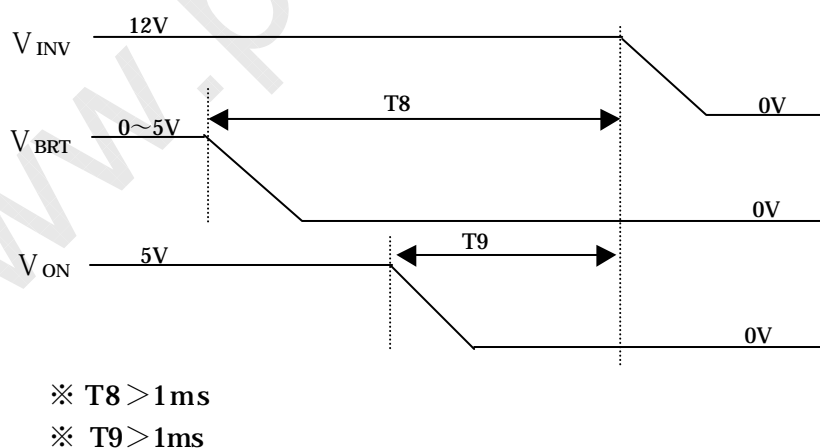 12V
V INV
T8
0V
0～5V
V BRT
0V
T9
5V
V ON
0V
※ T8＞1ms
※ T9＞1ms